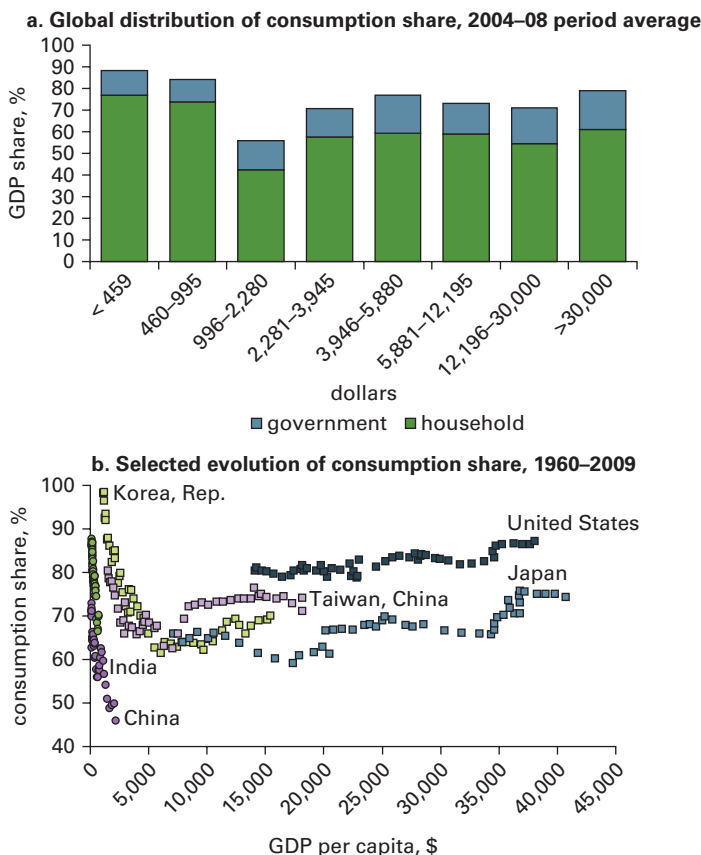 a. Global distribution of consumption share, 2004–08 period average
GDP share, %
100
90
80
70
60
50
40
30
20
10
0
< 459
460–995
996–2,280
2,281–3,945
3,946–5,880
5,881–12,195
12,196–30,000
>30,000
dollars
government household
b. Selected evolution of consumption share, 1960–2009
consumption share, %
100
90
80
70
60
50
40
Korea, Rep.
United States
Japan
Taiwan, China
India
China
0
5,000
10,000
15,000
20,000
25,000
30,000
35,000
40,000
45,000
GDP per capita, $